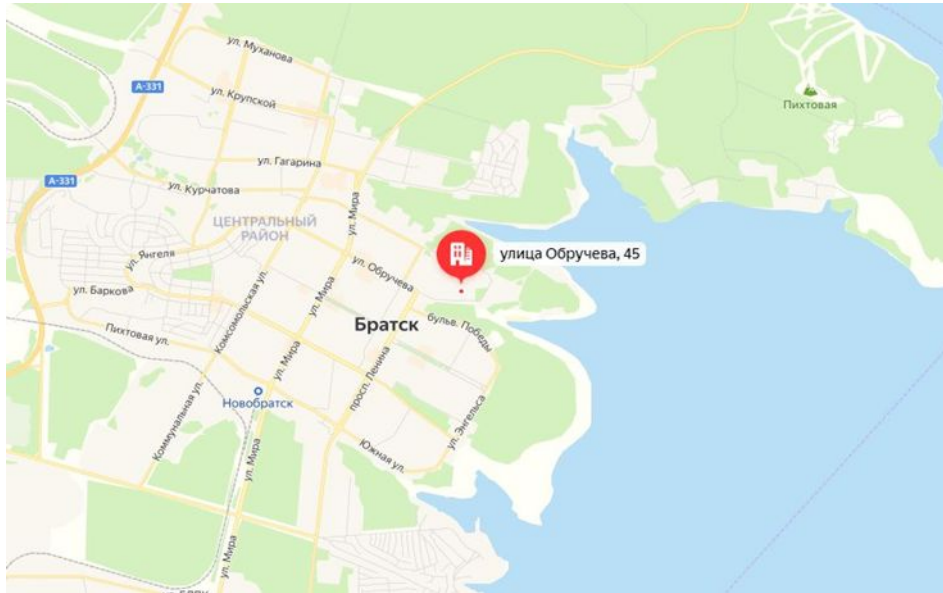 ул. Муханова
А-331
ул. Крупской
Пихтовая
ул. Гагарина
А-331
ул. Курчатова
ул. Мира
ЦЕНТРАЛЬНЫЙ
РАЙОН
улица Обручева, 45
ул. Янгеля
ул. Обручева
ул. Баркова
Комсомольская ул.
ул. Мира
Братск
бульв. Победы
Пихтовая ул.
ул. Мира
просп. Ленина
Новобратск
Коммунальная ул.
ул. Энгельса
ул. Мира
Южная ул.
ул. Мира